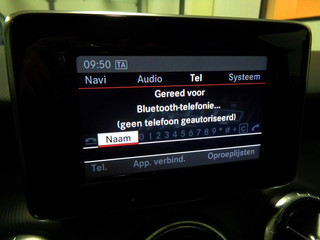 09:50 TA
Navi Audio Tel Systeem
Gereed voor
Bluetooth-telefonie...
(geen telefoon geautoriseerd)
Naam 0 1 2 3 4 5 6 7 8 9 * # + C
Tel. App. verbind. Oproeplijsten